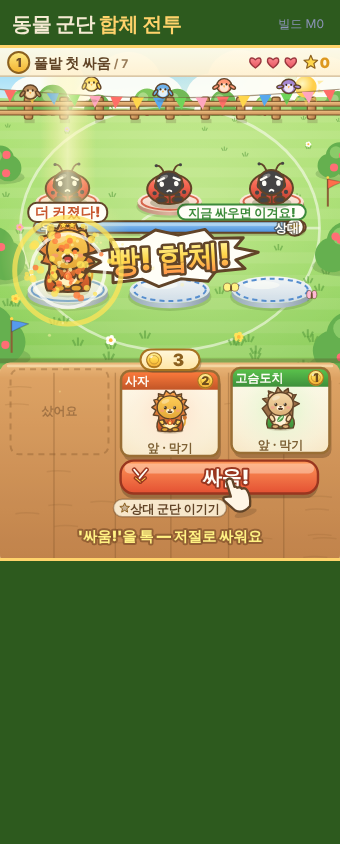 동물 군단 합체 전투
빌드 M0
1 풀밭 첫 싸움 / 7
0
더 커졌다!
지금 싸우면 이겨요!
상대
빵! 합체!
3
샀어요
사자 2
앞 · 막기
고슴도치 1
앞 · 막기
싸움!
상대 군단 이기기
'싸움!'을 톡 — 저절로 싸워요